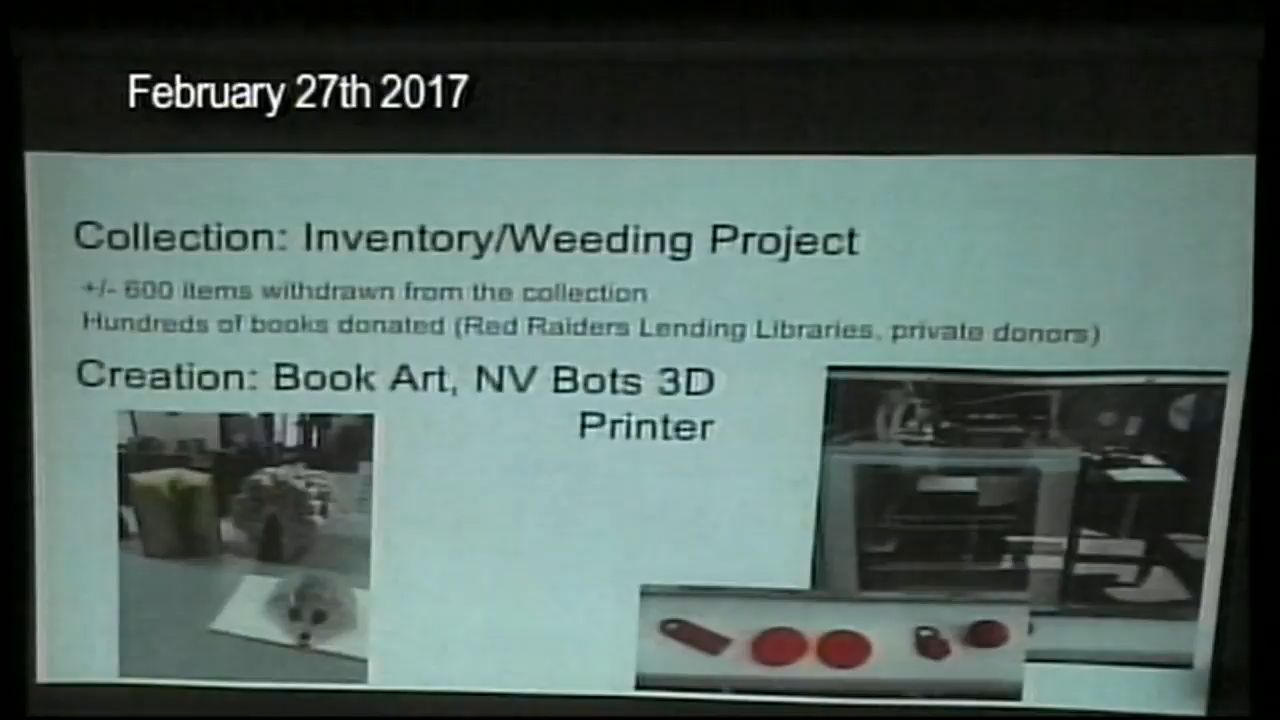 February 27th 2017
Collection: Inventory/Weeding Project
+/- 600 items withdrawn from the collection
Hundreds of books donated (Red Raiders Lending Libraries, private donors)
Creation: Book Art, NV Bots 3D
Printer